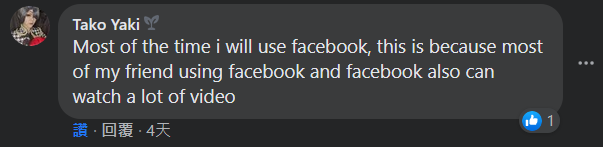 Tako Yaki
Most of the time i will use facebook, this is because most
of my friend using facebook and facebook also can
watch a lot of video
讚 · 回覆 · 4天
1